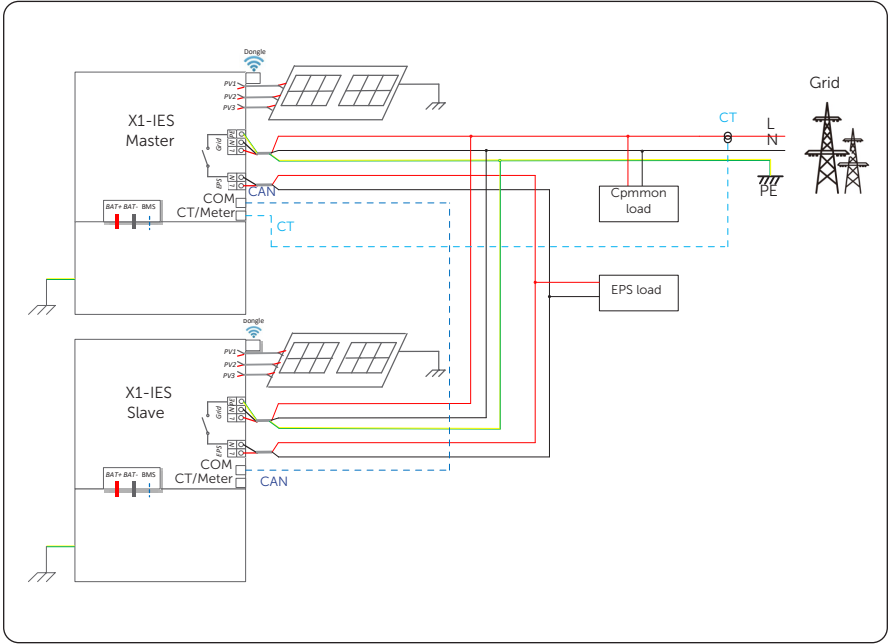 Dongle
PV1
PV2
PV3
X1-IES
Master
Grid
PE
N
L
EPS
N
L
COM
CT/Meter
CAN
CT
BAT+ BAT- BMS
CT
L
N
PE
Grid
Cpmmon
load
EPS load
Dongle
PV1
PV2
PV3
X1-IES
Slave
Grid
PE
N
L
EPS
N
L
COM
CT/Meter
CAN
BAT+ BAT- BMS